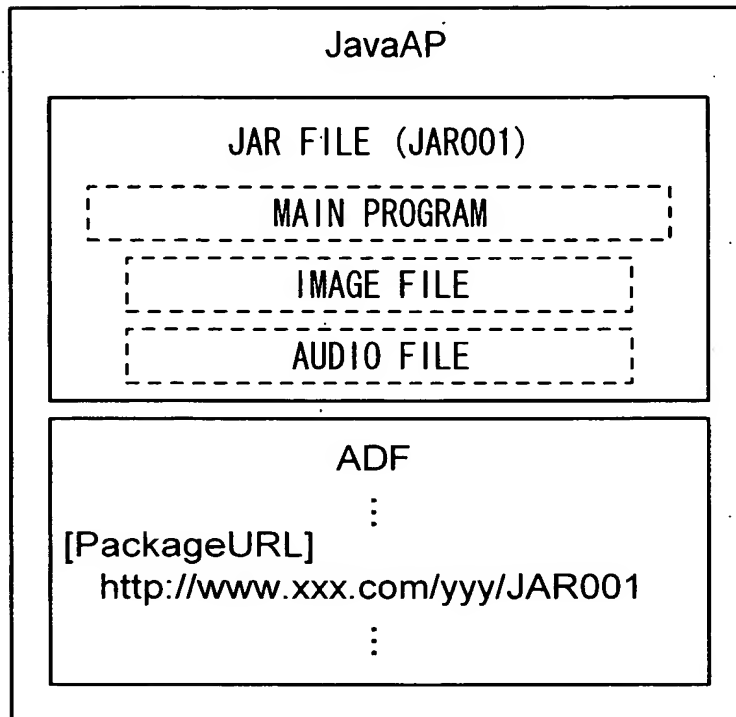 JavaAP
JAR FILE (JAR001)
MAIN PROGRAM
IMAGE FILE
AUDIO FILE
ADF
⋮
[PackageURL]
http://www.xxx.com/yyy/JAR001
⋮